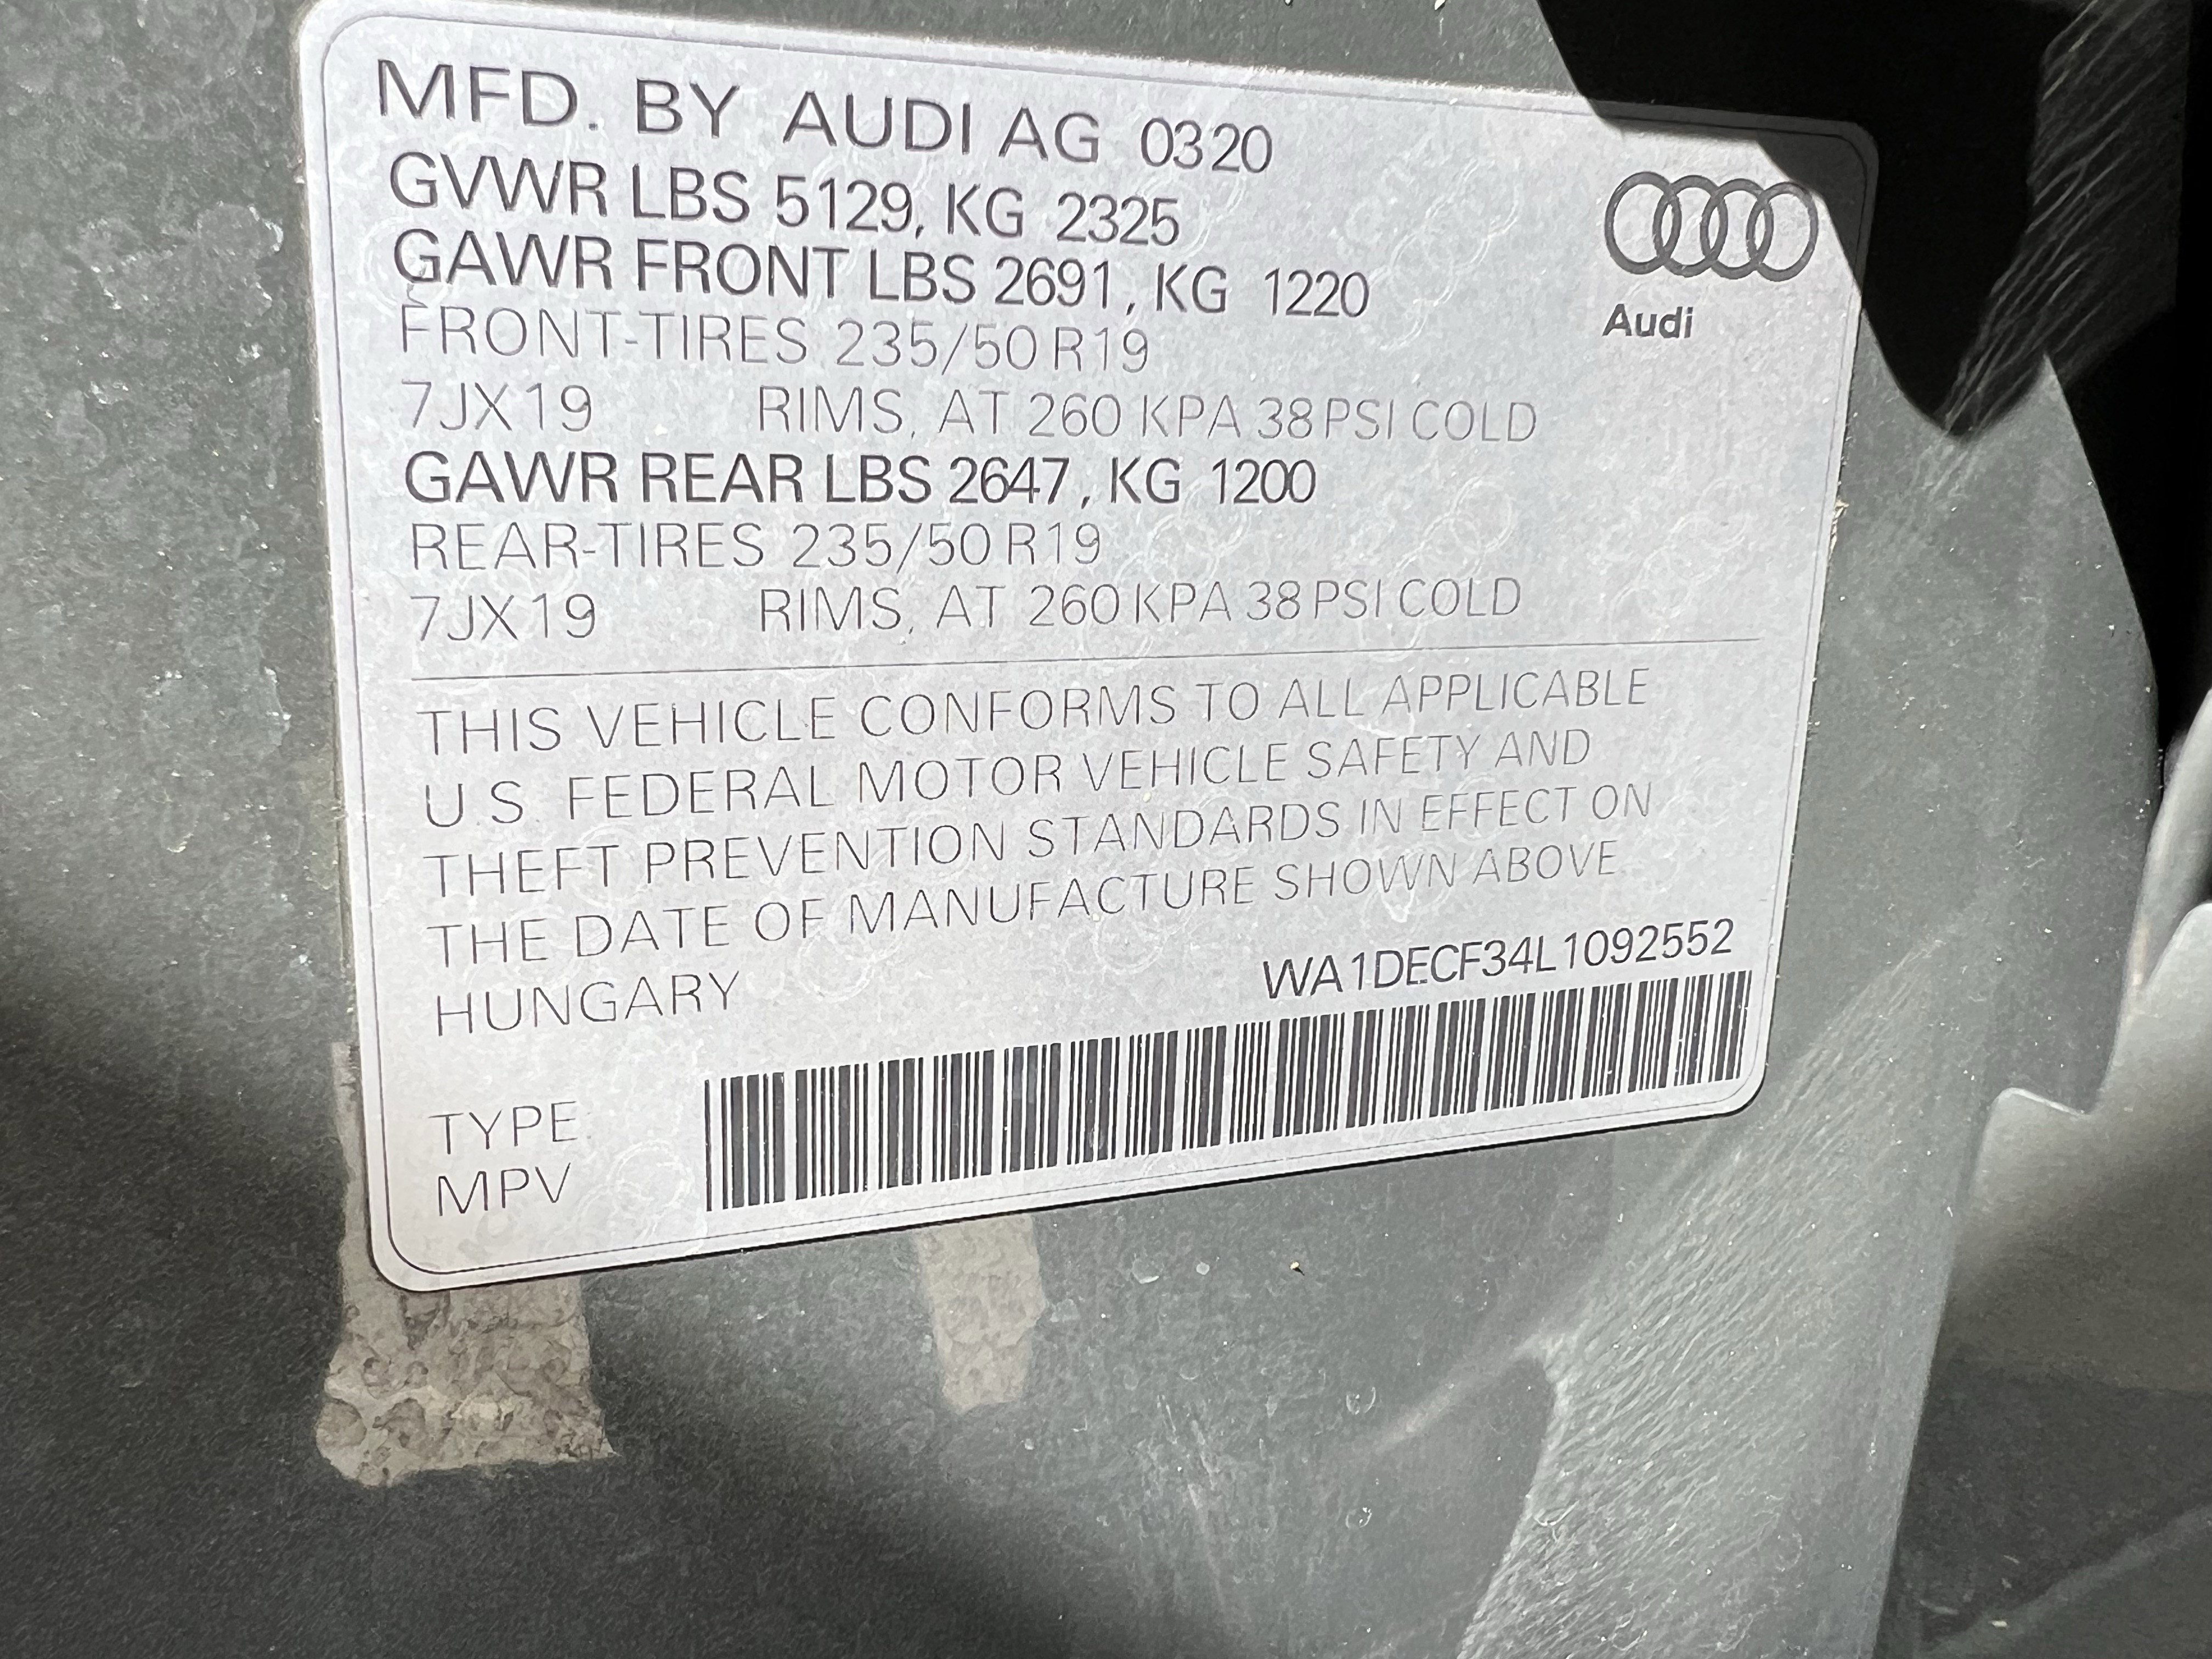 MFD. BY AUDI AG 0320
GVWR LBS 5129, KG 2325
GAWR FRONT LBS 2691, KG 1220
FRONT-TIRES 235/50 R19
7JX19 RIMS, AT 260 KPA 38 PSI COLD
GAWR REAR LBS 2647, KG 1200
REAR-TIRES 235/50 R19
7JX19 RIMS, AT 260 KPA 38 PSI COLD
Audi
THIS VEHICLE CONFORMS TO ALL APPLICABLE
U.S. FEDERAL MOTOR VEHICLE SAFETY AND
THEFT PREVENTION STANDARDS IN EFFECT ON
THE DATE OF MANUFACTURE SHOWN ABOVE.
HUNGARY
WA1DECF34L1092552
TYPE:
MPV